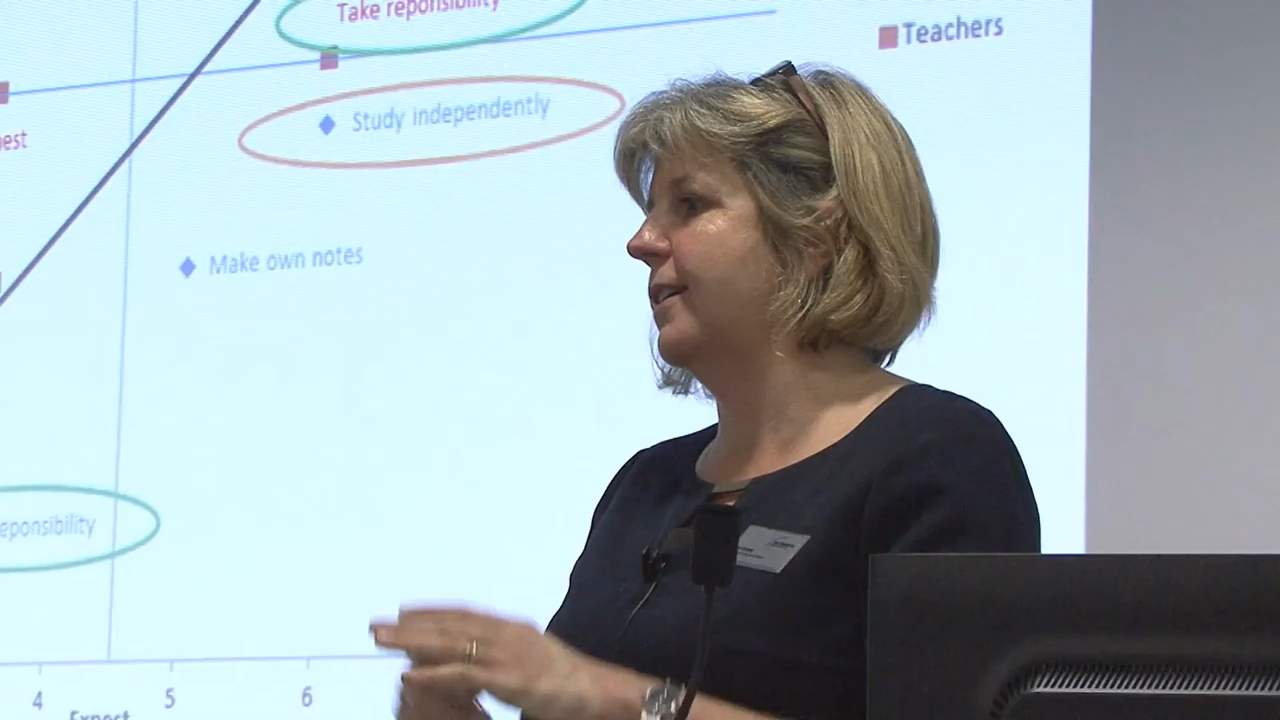 Take reponsibility
Teachers
Study independently
est
Make own notes
eponsibility
4 5 6
Expect